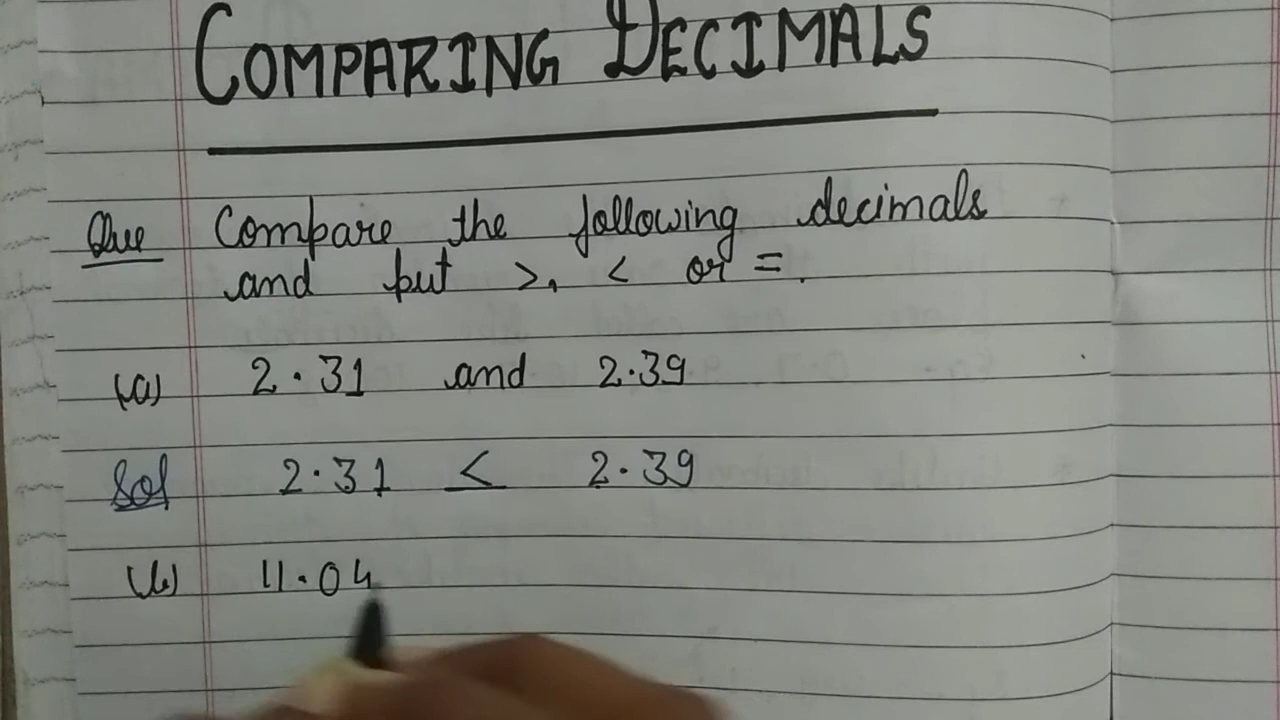 COMPARING DECIMALS
Que Compare the following decimals
and put >, < or =.
(a) 2.31 and 2.39
Sol 2.31 < 2.39
(b) 11.04